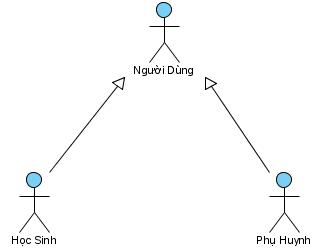 Người Dùng
Học Sinh
Phụ Huynh